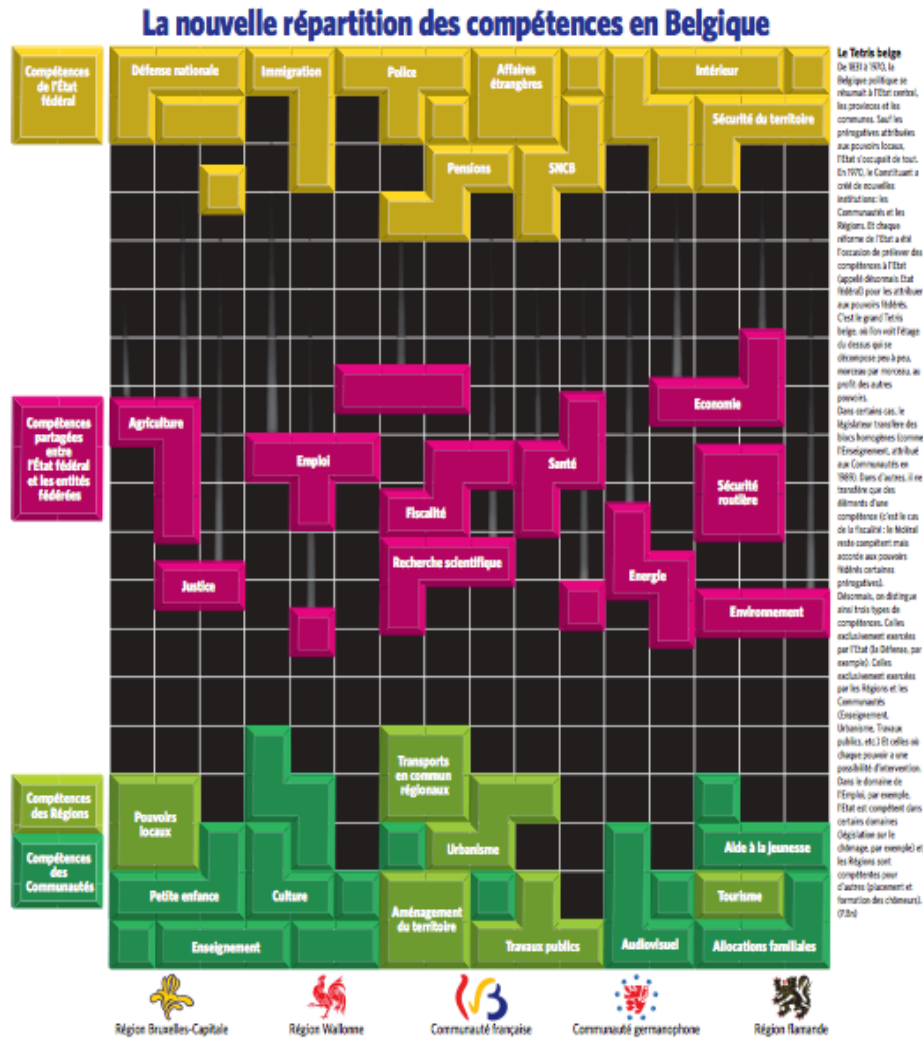 La nouvelle répartition des compétences en Belgique
Compétences
de l'État
fédéral
Défense nationale
Immigration
Police
Affaires
étrangères
Intérieur
Sécurité du territoire
Pensions
SNCB
Compétences
partagées
entre
l'État fédéral
et les entités
fédérées
Agriculture
Emploi
Fiscalité
Santé
Economie
Sécurité
routière
Justice
Recherche scientifique
Energie
Environnement
Compétences
des Régions
Compétences
des
Communautés
Pouvoirs
locaux
Transports
en commun
régionaux
Urbanisme
Aide à la jeunesse
Petite enfance
Culture
Aménagement
du territoire
Tourisme
Enseignement
Travaux publics
Audiovisuel
Allocations familiales
Région Bruxelles-Capitale
Région Wallonne
Communauté française
Communauté germanophone
Région flamande
Le Tetris belge
De 1831 à 1970, la
Belgique politique se
résumait à l'Etat central,
les provinces et les
communes. Sauf les
prérogatives attribuées
aux pouvoirs locaux,
l'Etat s'occupait de tout.
En 1970, le Constituant a
créé de nouvelles
institutions: les
Communautés et les
Régions. Et chaque
réforme de l'Etat a été
l'occasion de prélever des
compétences à l'Etat
(appelé désormais Etat
fédéral) pour les attribuer
aux pouvoirs fédérés.
C'est le grand Tetris
belge, où l'on voit l'étage
du dessus qui se
décompose peu à peu,
morceau par morceau, au
profit des autres
pouvoirs.
Dans certains cas, le
législateur transfère des
blocs homogènes (comme
l'Enseignement, attribué
aux Communautés en
1989). Dans d'autres, il ne
transfère que des
éléments d'une
compétence (c'est le cas
de la fiscalité : le fédéral
reste compétent mais
accorde aux pouvoirs
fédérés certaines
prérogatives).
Désormais, on distingue
ainsi trois types de
compétences. Celles
exclusivement exercées
par l'Etat (la Défense, par
exemple). Celles
exclusivement exercées
par les Régions et les
Communautés
(Enseignement,
Urbanisme, Travaux
publics, etc.) Et celles où
chaque pouvoir a une
possibilité d'intervention.
Dans le domaine de
l'Emploi, par exemple,
l'Etat est compétent dans
certains domaines
(législation sur le
chômage, par exemple) et
les Régions sont
compétentes pour
d'autres (placement et
formation des chômeurs).